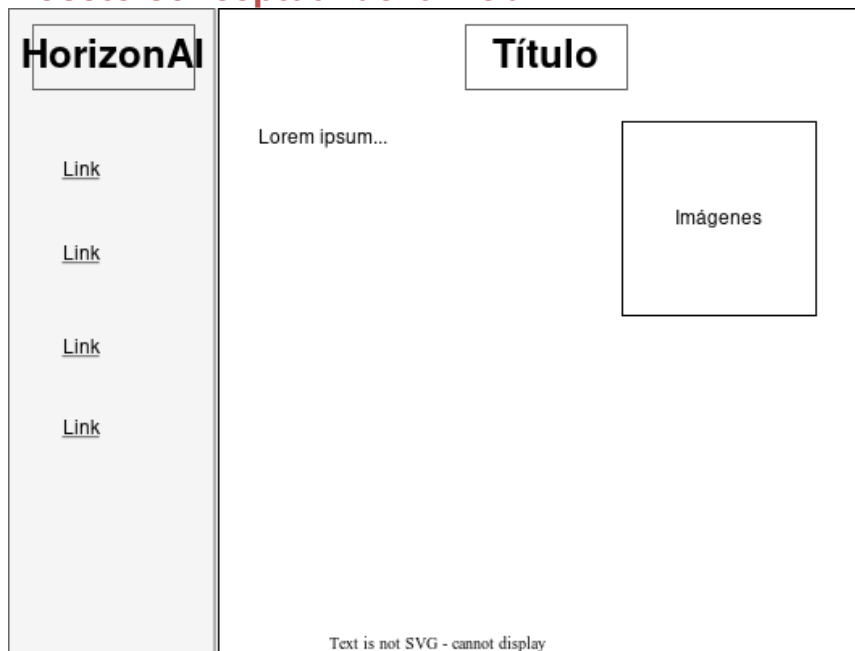 HorizonAI
Link
Link
Link
Link
Título
Lorem ipsum...
Imágenes
Text is not SVG - cannot display